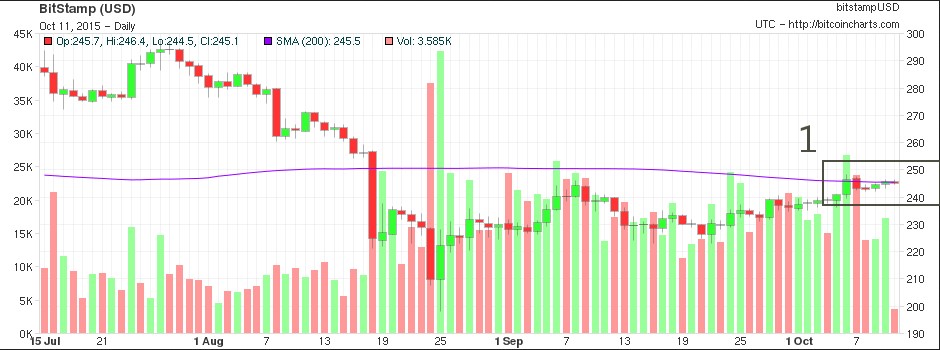 BitStamp (USD) bitstampUSD
Oct 11, 2015 - Daily UTC - http://bitcoincharts.com
45K Op:245.7, Hi:246.4, Lo:244.5, Cl:245.1 SMA (200): 245.5 Vol: 3.585K 300
40K 290
35K 280
30K 270
25K 260
20K 250
15K 240
10K 230
5K 220
0K 210
200
190
1
15 Jul 21 1 Aug 7 13 19 25 1 Sep 7 13 19 25 1 Oct 7